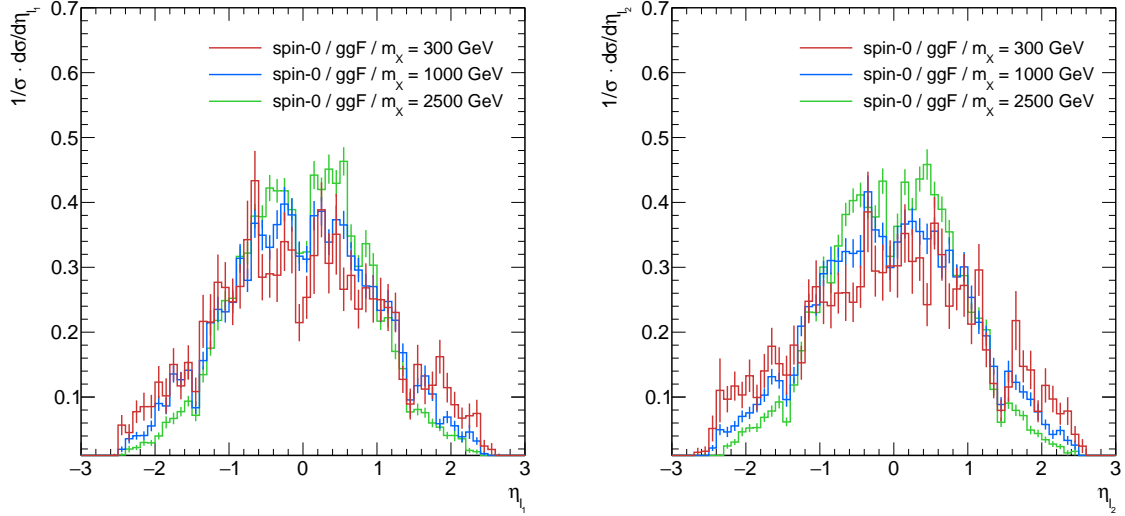 1/σ · dσ/dη_l₁
0.7
0.6
0.5
0.4
0.3
0.2
0.1
spin-0 / ggF / m_X = 300 GeV
spin-0 / ggF / m_X = 1000 GeV
spin-0 / ggF / m_X = 2500 GeV
−3 −2 −1 0 1 2 3
η_l₁
1/σ · dσ/dη_l₂
0.7
0.6
0.5
0.4
0.3
0.2
0.1
spin-0 / ggF / m_X = 300 GeV
spin-0 / ggF / m_X = 1000 GeV
spin-0 / ggF / m_X = 2500 GeV
−3 −2 −1 0 1 2 3
η_l₂